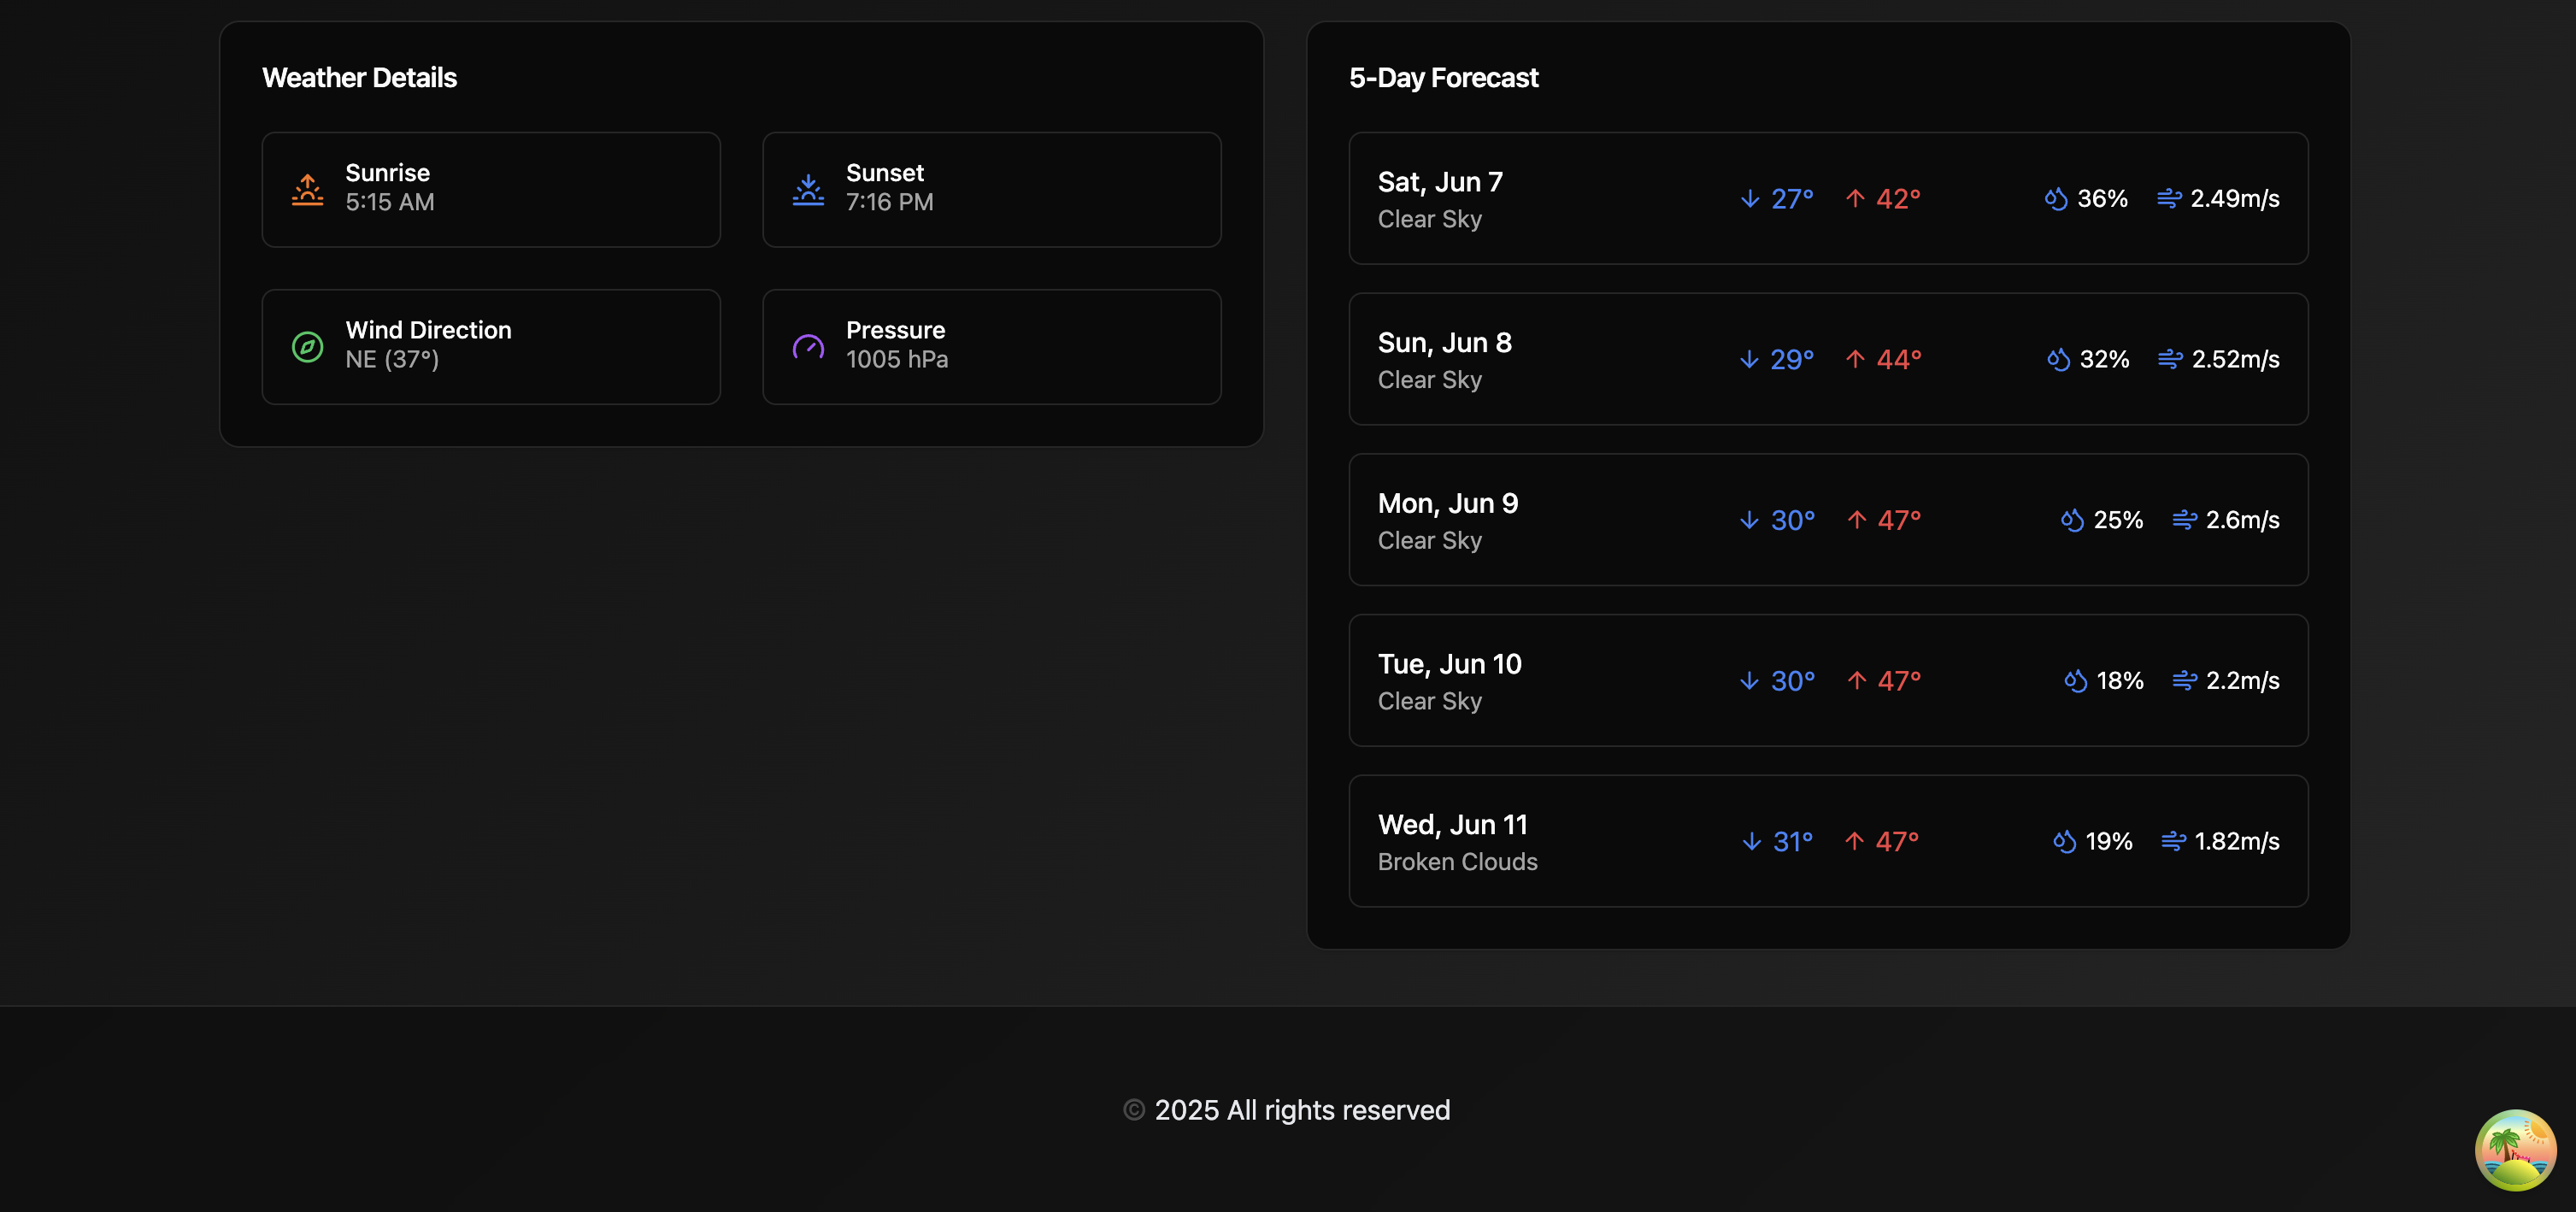 Weather Details
Sunrise
5:15 AM
Sunset
7:16 PM
Wind Direction
NE (37°)
Pressure
1005 hPa
5-Day Forecast
Sat, Jun 7
Clear Sky
↓ 27° ↑ 42° 36% 2.49m/s
Sun, Jun 8
Clear Sky
↓ 29° ↑ 44° 32% 2.52m/s
Mon, Jun 9
Clear Sky
↓ 30° ↑ 47° 25% 2.6m/s
Tue, Jun 10
Clear Sky
↓ 30° ↑ 47° 18% 2.2m/s
Wed, Jun 11
Broken Clouds
↓ 31° ↑ 47° 19% 1.82m/s
© 2025 All rights reserved